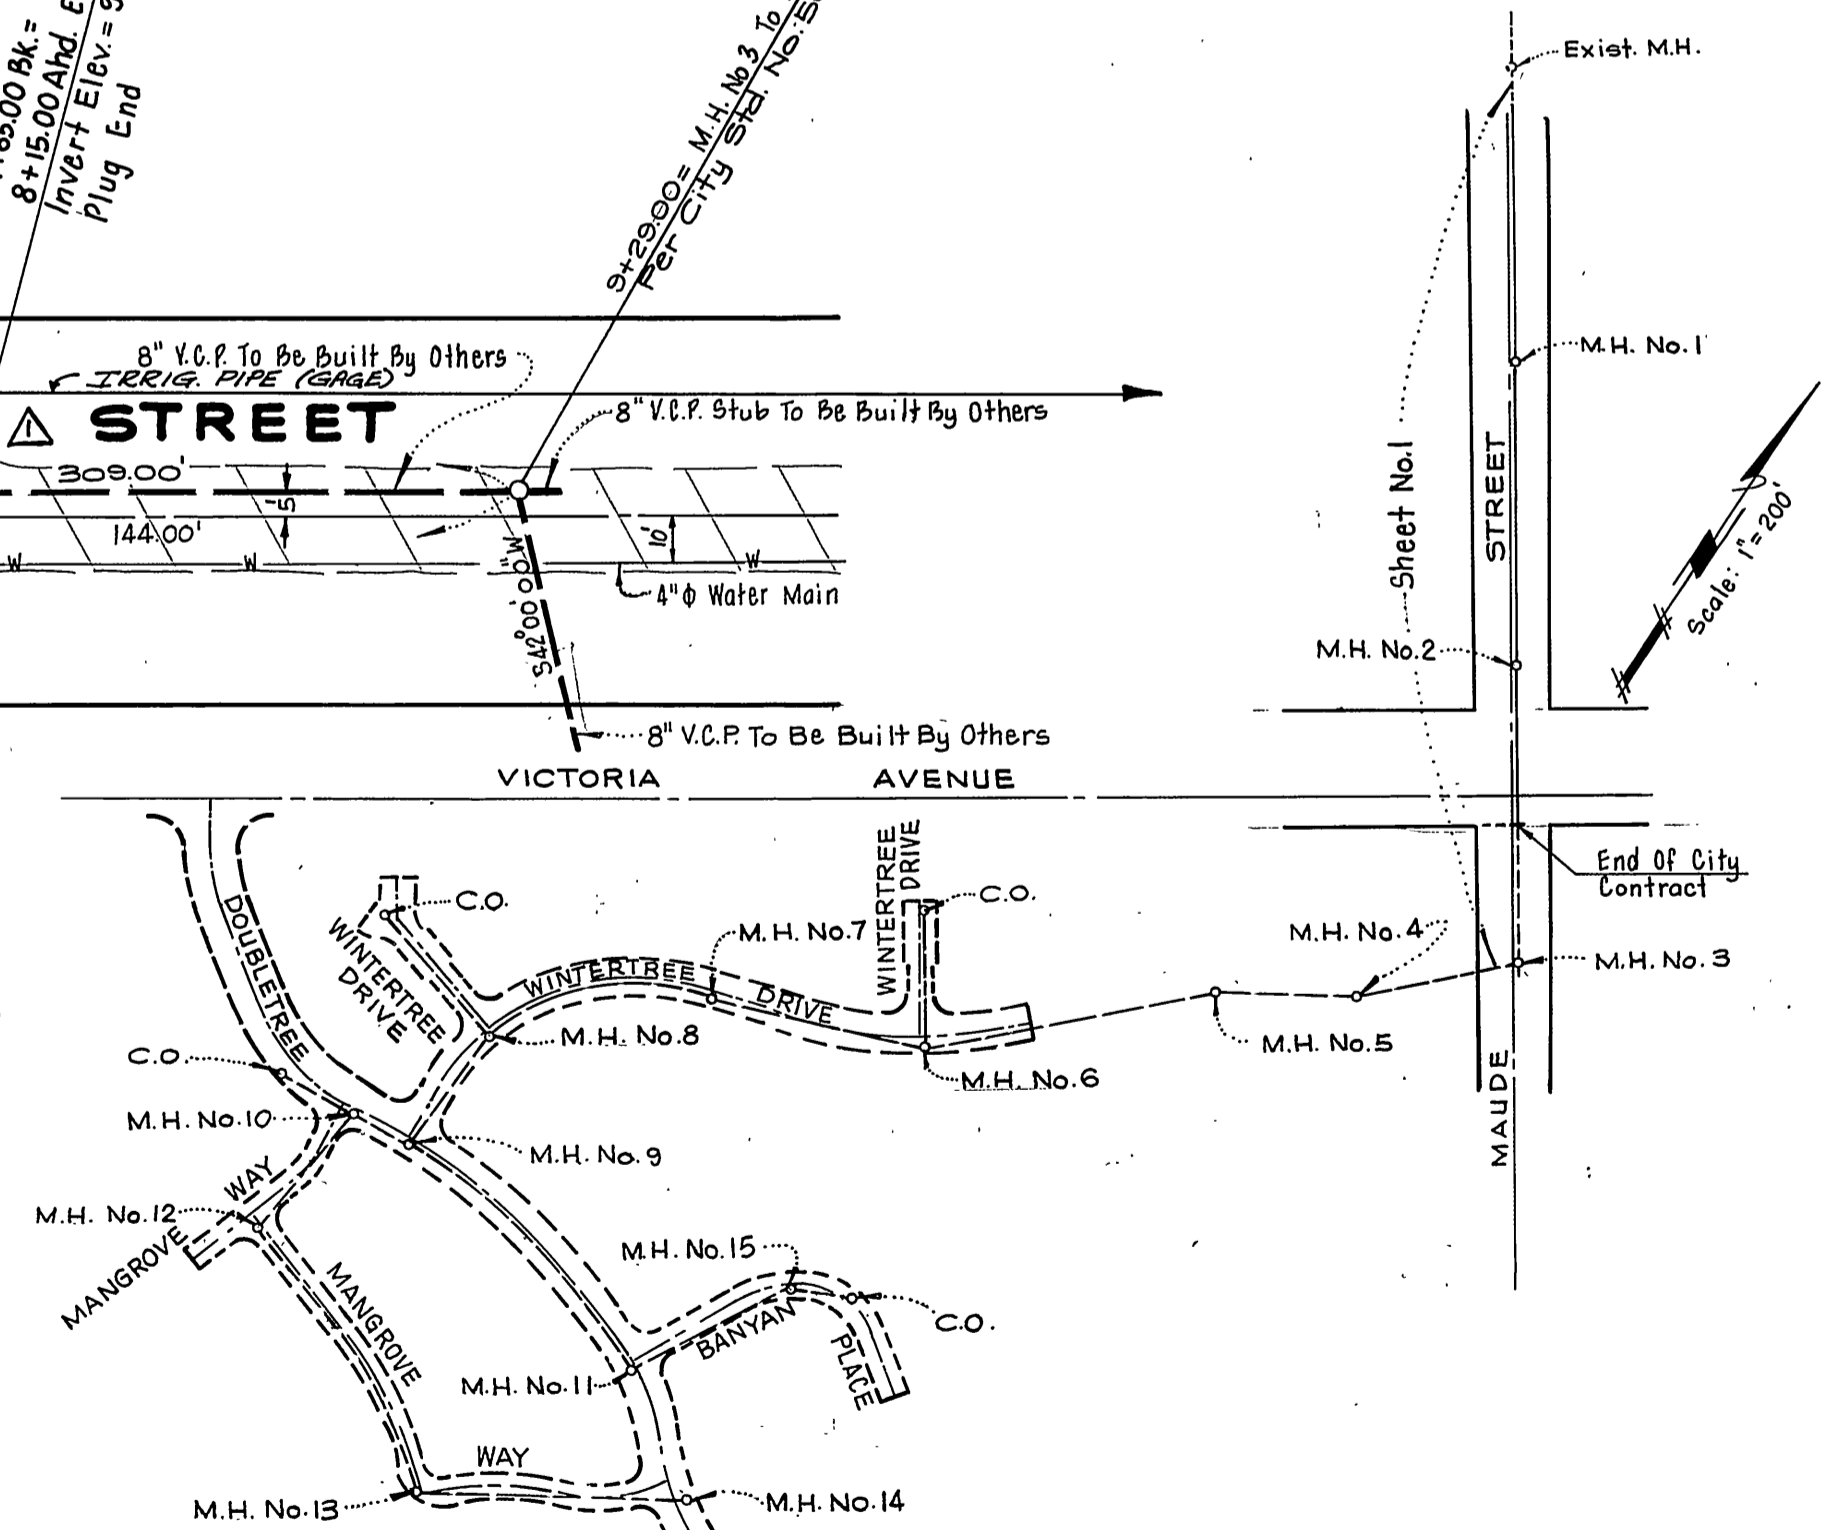 65.00 Bk.=
8+15.00 Ahd.
Invert Elev.=
Plug End
9+29.00= M.H. No 3 To
Per City Std. No.
8" V.C.P. To Be Built By Others
IRRIG. PIPE (GAGE)
1 STREET
8" V.C.P. Stub To Be Built By Others
309.00'
5'
144.00'
10'
W
W
W
4"ϕ Water Main
S42°00'00"W
8" V.C.P. To Be Built By Others
Exist. M.H.
M.H. No. 1
Sheet No. 1
STREET
Scale: 1"=200'
M.H. No. 2
VICTORIA AVENUE
End Of City
Contract
DOUBLETREE
C.O.
WINTERTREE
DRIVE
M.H. No. 7
WINTERTREE
DRIVE
C.O.
M.H. No. 4
M.H. No. 3
WINTERTREE DRIVE
M.H. No. 8
M.H. No. 5
C.O.
M.H. No. 6
MAUDE
M.H. No. 10
M.H. No. 9
WAY
M.H. No. 12
MANGROVE
MANGROVE
M.H. No. 15
C.O.
BANYAN
PLACE
M.H. No. 11
WAY
M.H. No. 13
M.H. No. 14